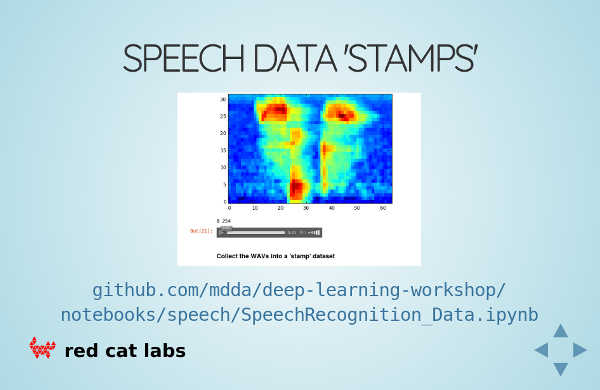 SPEECH DATA 'STAMPS'
30
25
20
15
10
5
0
0 10 20 30 40 50 60
Out[21]:
Collect the WAVs into a 'stamp' dataset
github.com/mdda/deep-learning-workshop/
notebooks/speech/SpeechRecognition_Data.ipynb
red cat labs